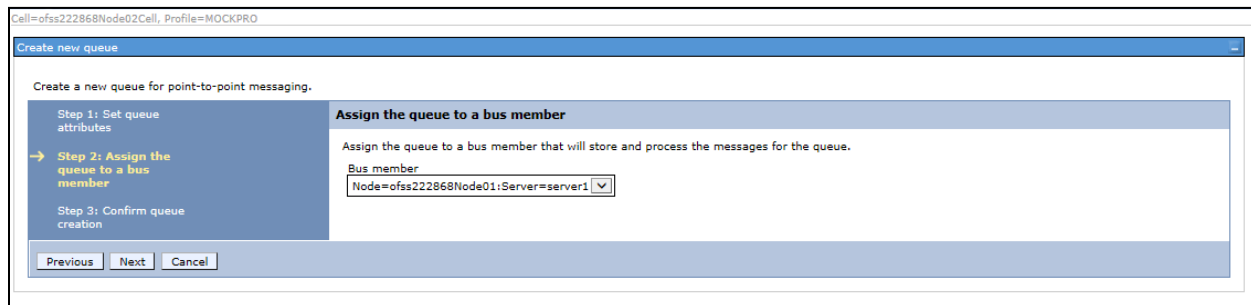 Cell=ofss222868Node02Cell, Profile=MOCKPRO
Create new queue
Create a new queue for point-to-point messaging.
Step 1: Set queue
attributes
Step 2: Assign the
queue to a bus
member
Step 3: Confirm queue
creation
Assign the queue to a bus member
Assign the queue to a bus member that will store and process the messages for the queue.
Bus member
Node=ofss222868Node01:Server=server1
Previous Next Cancel